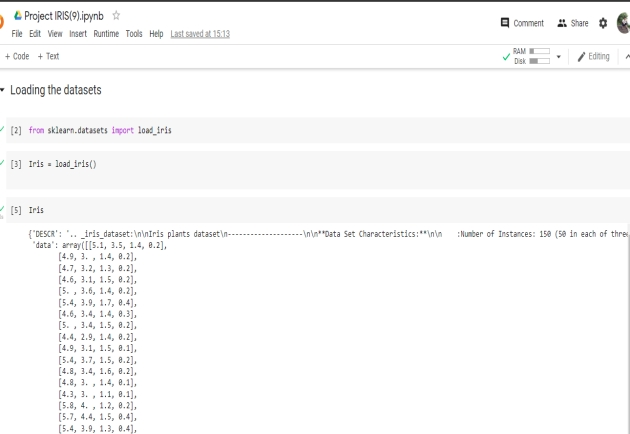 Project IRIS(9).ipynb
Comment Share
File Edit View Insert Runtime Tools Help Last saved at 15:13
+ Code + Text
RAM
Disk
Editing
Loading the datasets
[2] from sklearn.datasets import load_iris
[3] Iris = load_iris()
[5] Iris
{'DESCR': '.. _iris_dataset:\n\nIris plants dataset\n--------------------\n\n**Data Set Characteristics:**\n\n    :Number of Instances: 150 (50 in each of three
'data': array([[5.1, 3.5, 1.4, 0.2],
[4.9, 3. , 1.4, 0.2],
[4.7, 3.2, 1.3, 0.2],
[4.6, 3.1, 1.5, 0.2],
[5. , 3.6, 1.4, 0.2],
[5.4, 3.9, 1.7, 0.4],
[4.6, 3.4, 1.4, 0.3],
[5. , 3.4, 1.5, 0.2],
[4.4, 2.9, 1.4, 0.2],
[4.9, 3.1, 1.5, 0.1],
[5.4, 3.7, 1.5, 0.2],
[4.8, 3.4, 1.6, 0.2],
[4.8, 3. , 1.4, 0.1],
[4.3, 3. , 1.1, 0.1],
[5.8, 4. , 1.2, 0.2],
[5.7, 4.4, 1.5, 0.4],
[5.4, 3.9, 1.3, 0.4],